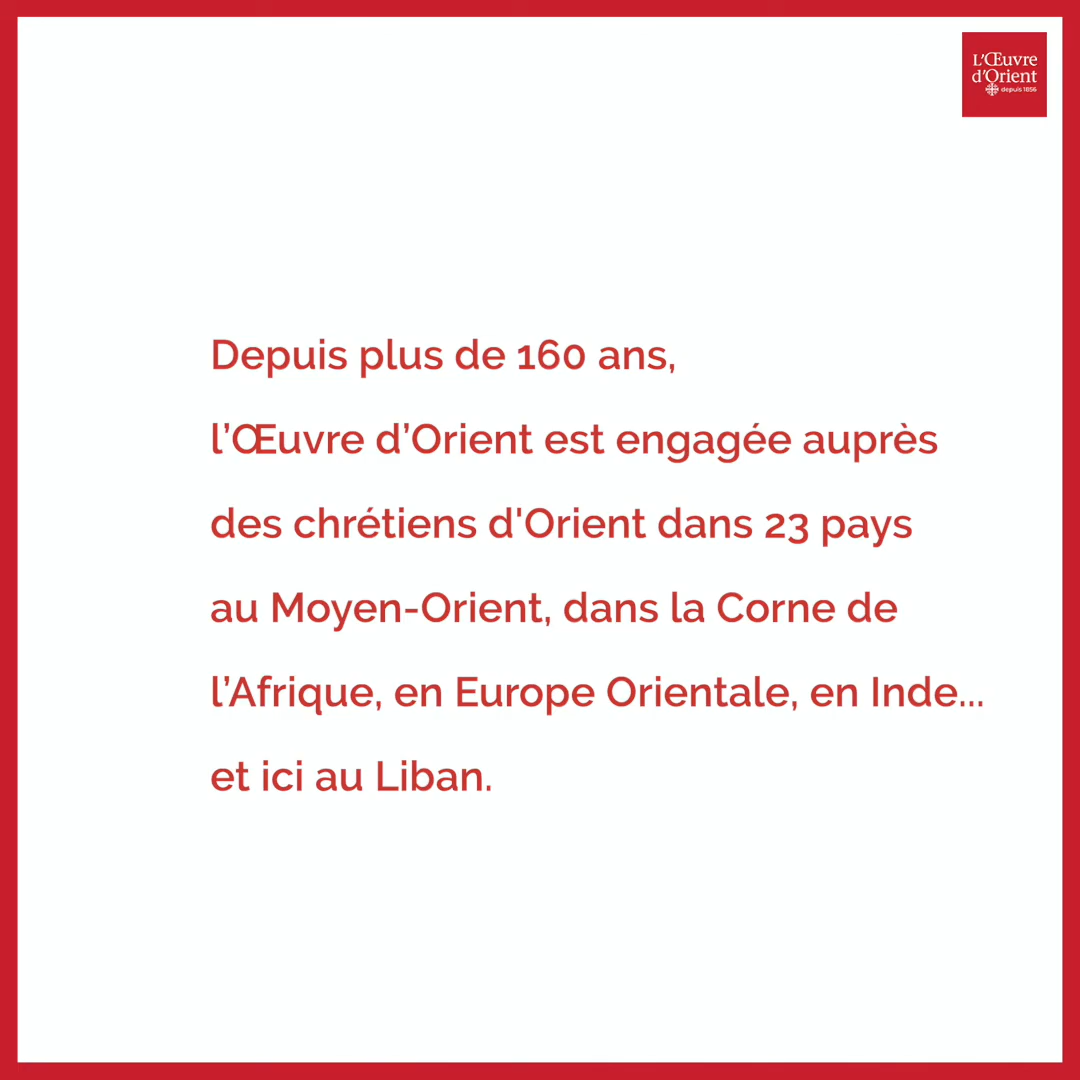 L'Œuvre
d'Orient
depuis 1856
Depuis plus de 160 ans,
l’Œuvre d’Orient est engagée auprès
des chrétiens d'Orient dans 23 pays
au Moyen-Orient, dans la Corne de
l’Afrique, en Europe Orientale, en Inde...
et ici au Liban.